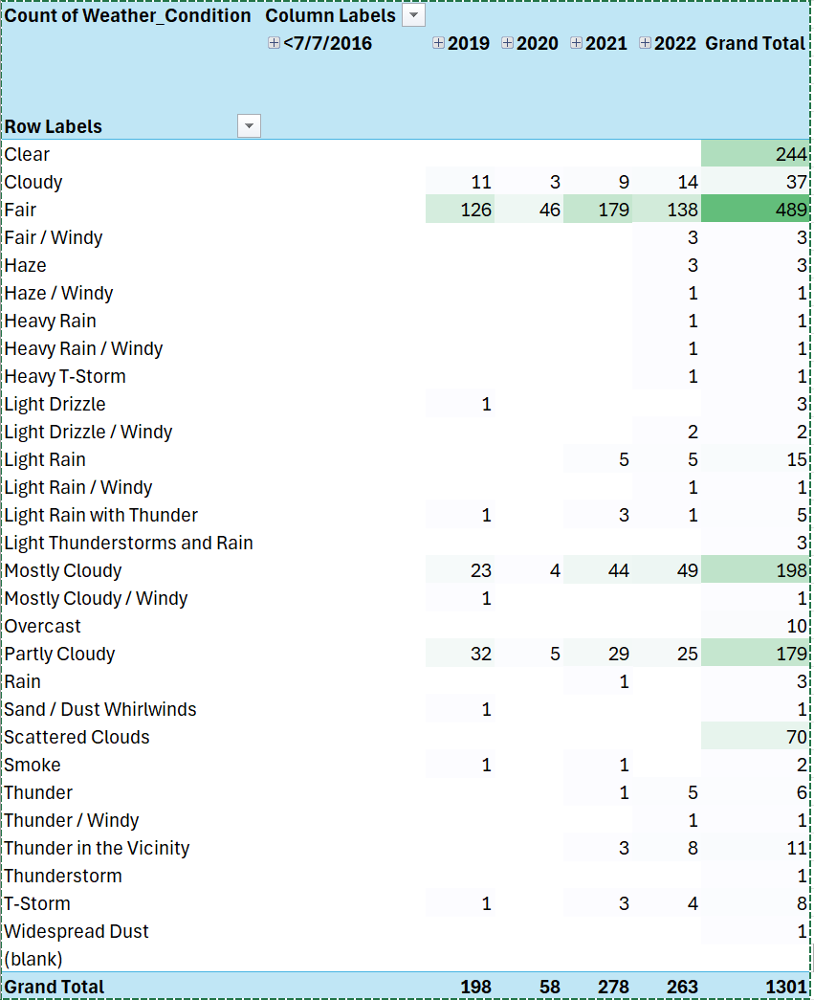 Count of Weather_Condition Column Labels
<7/7/2016 2019 2020 2021 2022 Grand Total
Row Labels
Clear 244
Cloudy 11 3 9 14 37
Fair 126 46 179 138 489
Fair / Windy 3 3
Haze 3 3
Haze / Windy 1 1
Heavy Rain 1 1
Heavy Rain / Windy 1 1
Heavy T-Storm 1 1
Light Drizzle 1 3
Light Drizzle / Windy 2 2
Light Rain 5 5 15
Light Rain / Windy 1 1
Light Rain with Thunder 1 3 1 5
Light Thunderstorms and Rain 3
Mostly Cloudy 23 4 44 49 198
Mostly Cloudy / Windy 1 1
Overcast 10
Partly Cloudy 32 5 29 25 179
Rain 1 3
Sand / Dust Whirlwinds 1 1
Scattered Clouds 70
Smoke 1 1 2
Thunder 1 5 6
Thunder / Windy 1 1
Thunder in the Vicinity 3 8 11
Thunderstorm 1
T-Storm 1 3 4 8
Widespread Dust 1
(blank)
Grand Total 198 58 278 263 1301